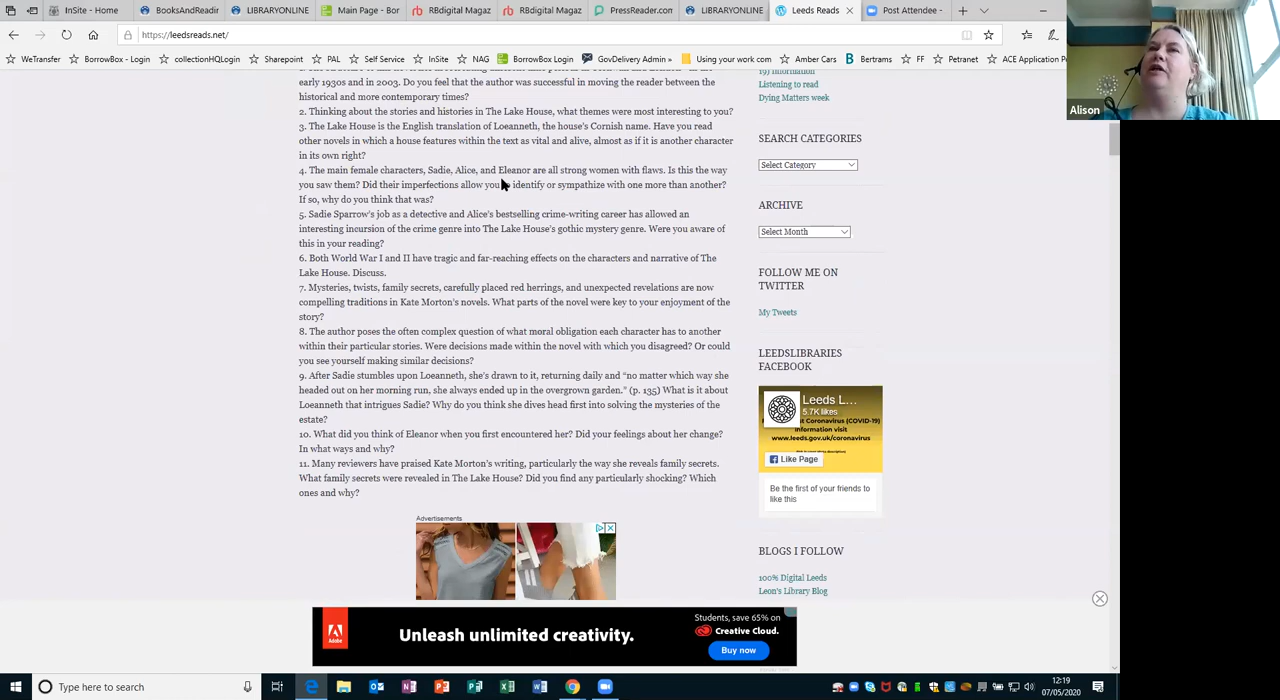 InSite - Home
BooksAndReadir
LIBRARYONLINE
Main Page - Bor
RBdigital Magaz
RBdigital Magaz
PressReader.com
LIBRARYONLINE
Leeds Reads
Post Attendee -
https://leedsreads.net/
WeTransfer
BorrowBox - Login
collectionHQLogin
Sharepoint
PAL
Self Service
InSite
NAG
BorrowBox Login
GovDelivery Admin »
Using your work com
Amber Cars
Bertrams
FF
Petranet
ACE Application Po
Alison
early 1930s and in 2003. Do you feel that the author was successful in moving the reader between the
historical and more contemporary times?
2. Thinking about the stories and histories in The Lake House, what themes were most interesting to you?
3. The Lake House is the English translation of Loeanneth, the house's Cornish name. Have you read
other novels in which a house features within the text as vital and alive, almost as if it is another character
in its own right?
4. The main female characters, Sadie, Alice, and Eleanor are all strong women with flaws. Is this the way
you saw them? Did their imperfections allow you identify or sympathize with one more than another?
If so, why do you think that was?
5. Sadie Sparrow's job as a detective and Alice's bestselling crime-writing career has allowed an
interesting incursion of the crime genre into The Lake House's gothic mystery genre. Were you aware of
this in your reading?
6. Both World War I and II have tragic and far-reaching effects on the characters and narrative of The
Lake House. Discuss.
7. Mysteries, twists, family secrets, carefully placed red herrings, and unexpected revelations are now
compelling traditions in Kate Morton's novels. What parts of the novel were key to your enjoyment of the
story?
8. The author poses the often complex question of what moral obligation each character has to another
within their particular stories. Were decisions made within the novel with which you disagreed? Or could
you see yourself making similar decisions?
9. After Sadie stumbles upon Loeanneth, she's drawn to it, returning daily and "no matter which way she
headed out on her morning run, she always ended up in the overgrown garden." (p. 135) What is it about
Loeanneth that intrigues Sadie? Why do you think she dives head first into solving the mysteries of the
estate?
10. What did you think of Eleanor when you first encountered her? Did your feelings about her change?
In what ways and why?
11. Many reviewers have praised Kate Morton's writing, particularly the way she reveals family secrets.
What family secrets were revealed in The Lake House? Did you find any particularly shocking? Which
ones and why?
Advertisements
19) Information
Listening to read
Dying Matters week
SEARCH CATEGORIES
Select Category
ARCHIVE
Select Month
FOLLOW ME ON
TWITTER
My Tweets
LEEDSLIBRARIES
FACEBOOK
Leeds L...
5.7K likes
Coronavirus (COVID-19)
information visit
www.leeds.gov.uk/coronavirus
Like Page
Be the first of your friends to
like this
BLOGS I FOLLOW
100% Digital Leeds
Leon's Library Blog
Adobe
Unleash unlimited creativity.
Students, save 65% on
Creative Cloud.
Buy now
Type here to search
12:19
07/05/2020